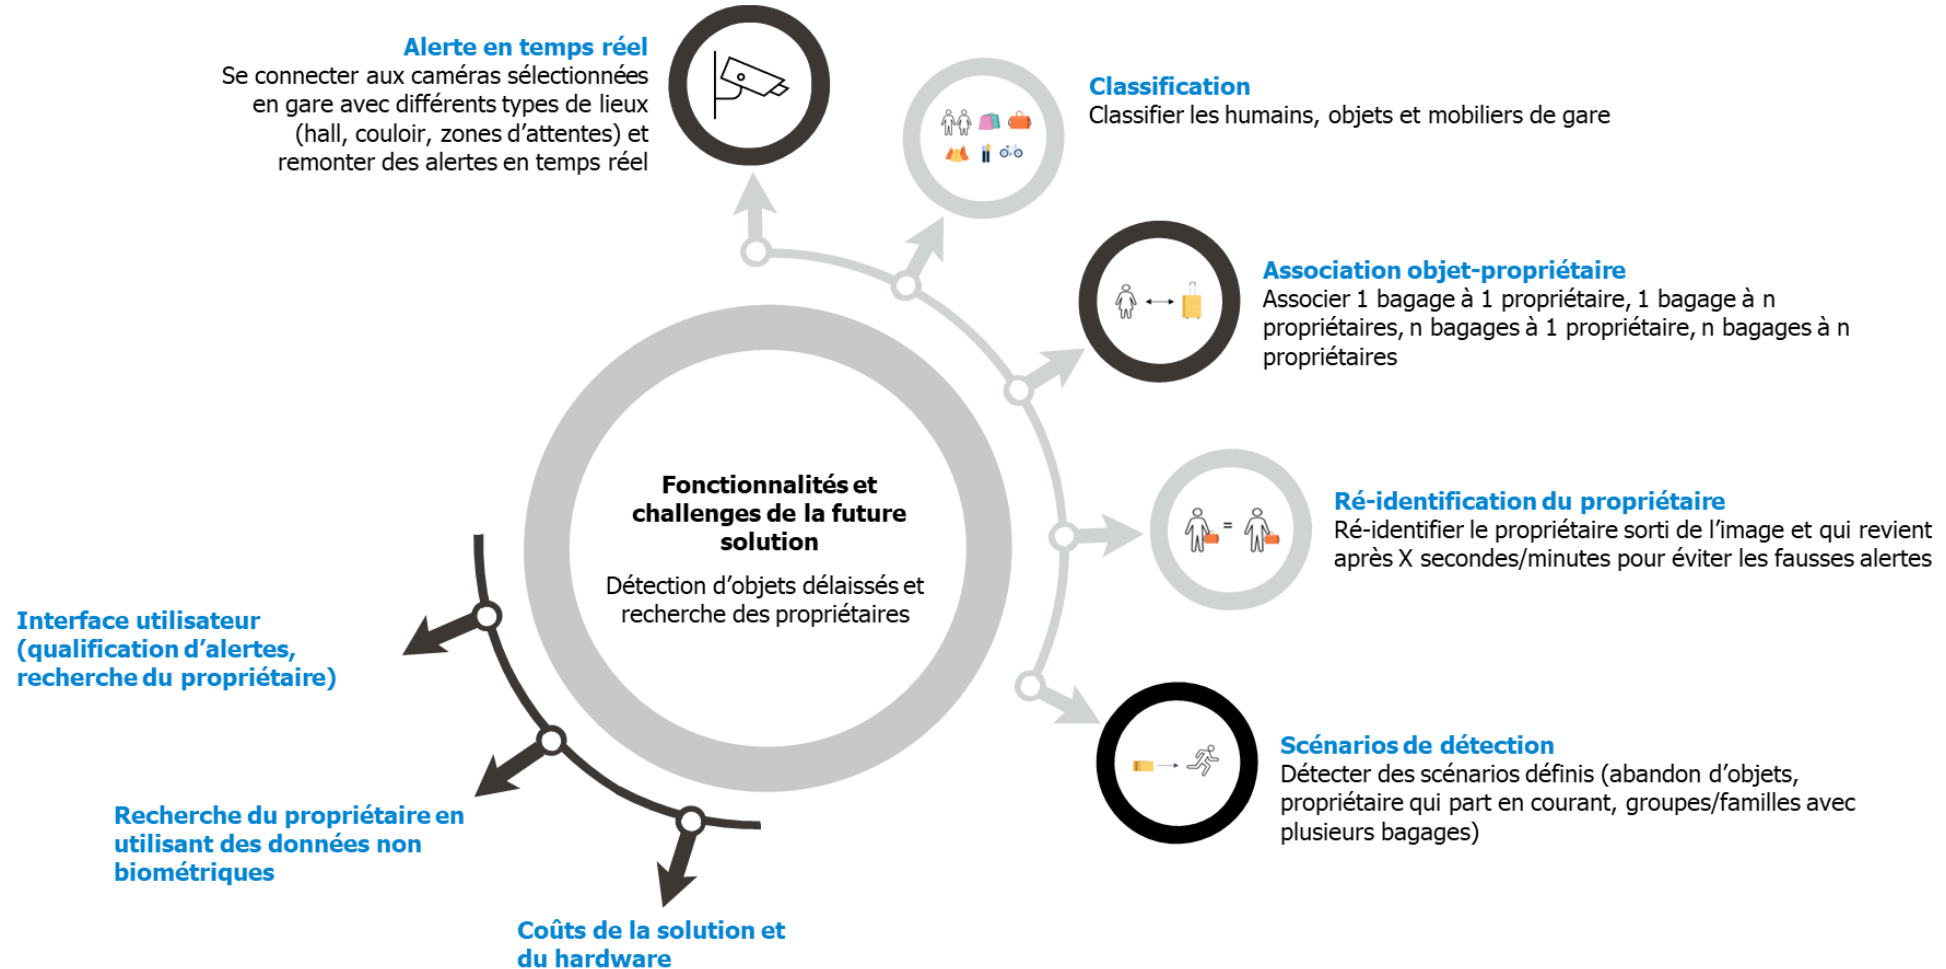 Alerte en temps réel
Se connecter aux caméras sélectionnées
en gare avec différents types de lieux
(hall, couloir, zones d’attentes) et
remonter des alertes en temps réel
Classification
Classifier les humains, objets et mobiliers de gare
Association objet-propriétaire
Associer 1 bagage à 1 propriétaire, 1 bagage à n
propriétaires, n bagages à 1 propriétaire, n bagages à n
propriétaires
Ré-identification du propriétaire
Ré-identifier le propriétaire sorti de l’image et qui revient
après X secondes/minutes pour éviter les fausses alertes
Scénarios de détection
Détecter des scénarios définis (abandon d’objets,
propriétaire qui part en courant, groupes/familles avec
plusieurs bagages)
Fonctionnalités et
challenges de la future
solution
Détection d’objets délaissés et
recherche des propriétaires
Interface utilisateur
(qualification d’alertes,
recherche du propriétaire)
Recherche du propriétaire en
utilisant des données non
biométriques
Coûts de la solution et
du hardware